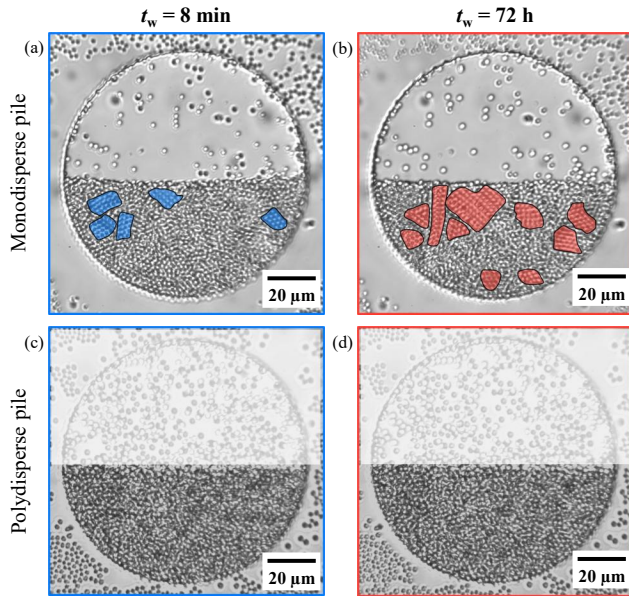 t_w = 8 min
t_w = 72 h
Monodisperse pile
(a)
20 µm
(b)
20 µm
Polydisperse pile
(c)
20 µm
(d)
20 µm